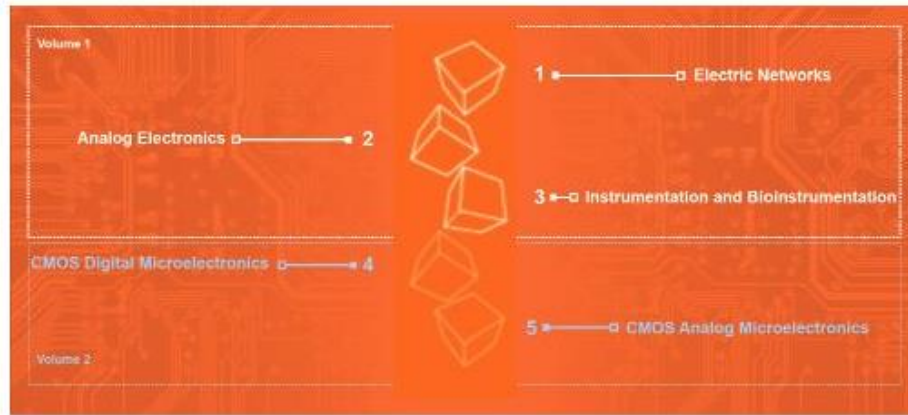 Volume 1
1 Electric Networks
Analog Electronics 2
3 Instrumentation and Bioinstrumentation
CMOS Digital Microelectronics 4
5 CMOS Analog Microelectronics
Volume 2